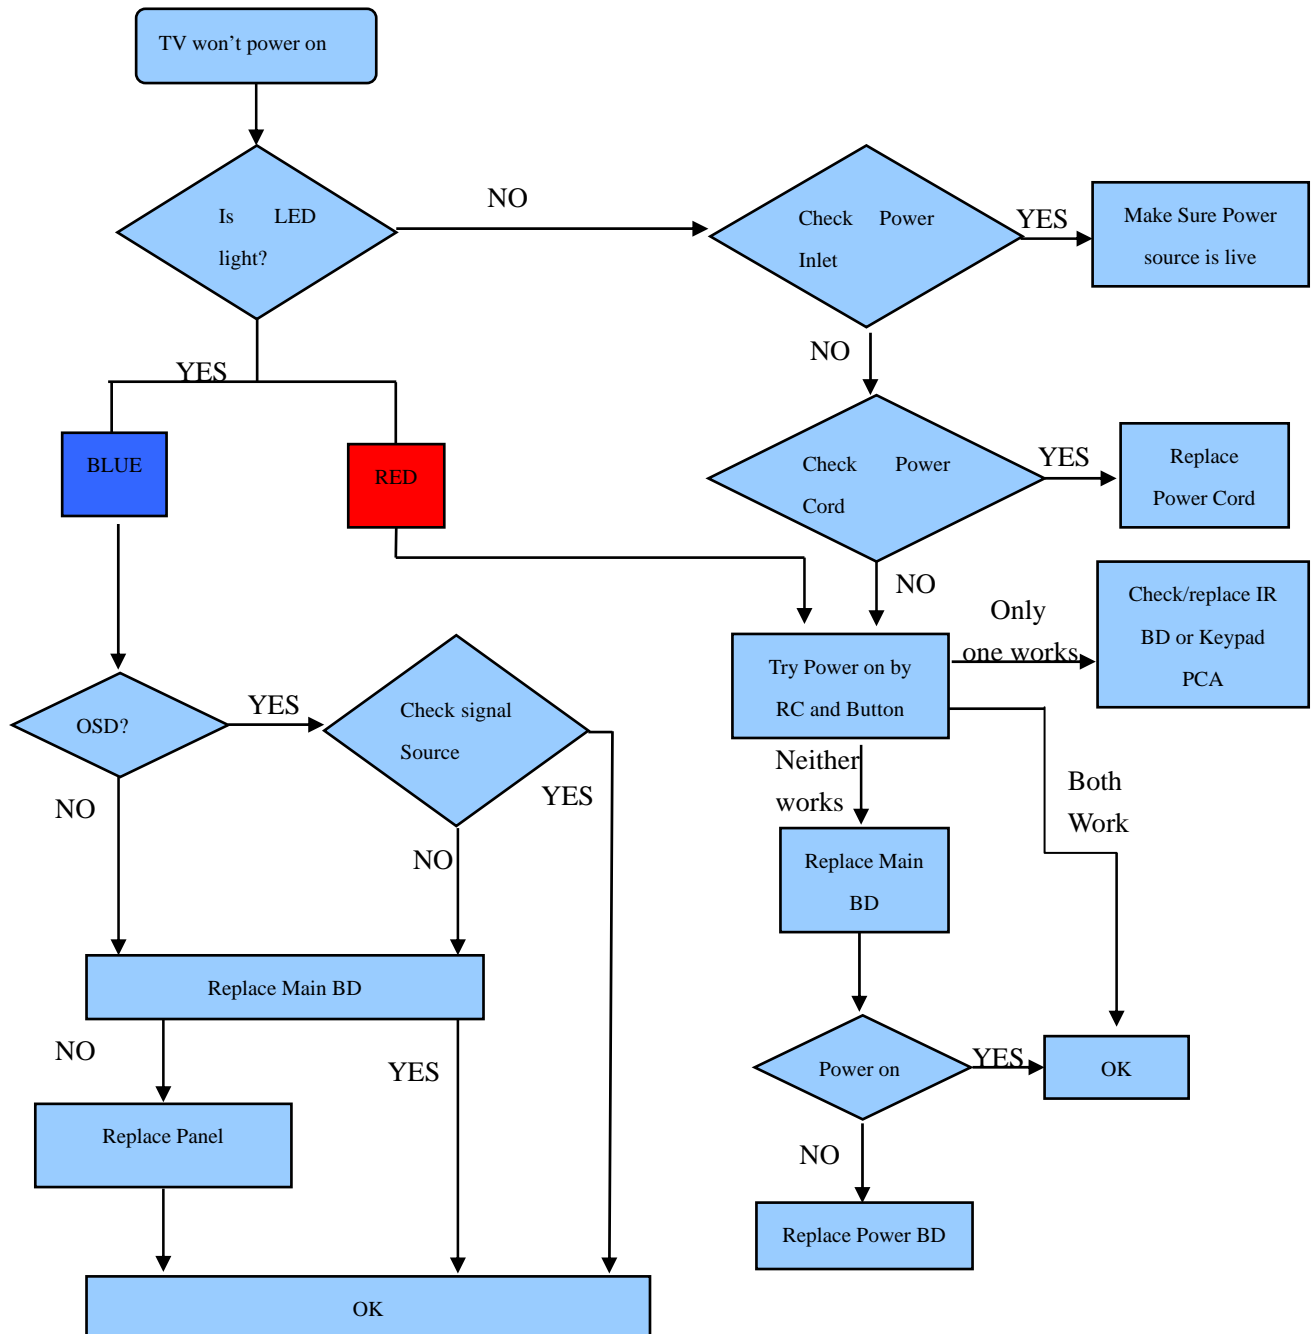 TV won’t power on
Is LED
light?
NO
Check Power
Inlet
YES
Make Sure Power
source is live
YES
NO
BLUE
RED
Check Power
Cord
YES
Replace
Power Cord
NO
Only
one works
Check/replace IR
BD or Keypad
PCA
Try Power on by
RC and Button
OSD?
YES
Check signal
Source
NO
YES
NO
Neither
works
Both
Work
Replace Main
BD
Replace Main BD
NO
YES
Power on
YES
OK
Replace Panel
NO
Replace Power BD
OK